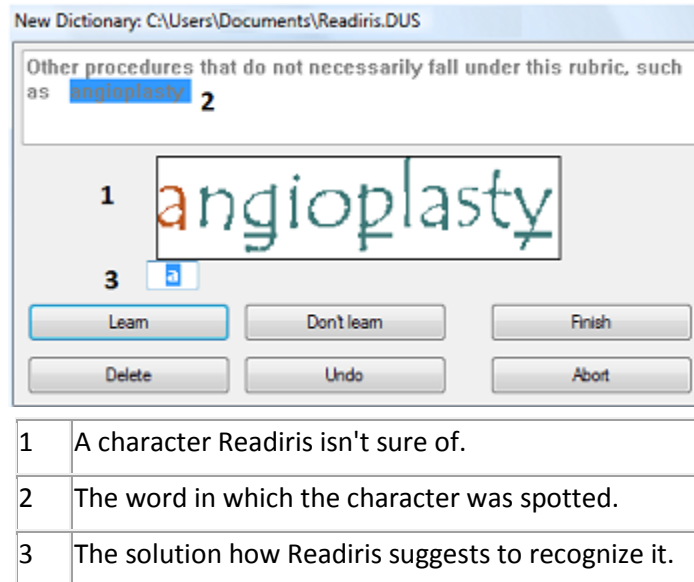 New Dictionary: C:\Users\Documents\Readiris.DUS
Other procedures that do not necessarily fall under this rubric, such
as angioplasty 2
1 angioplasty
3 a
Learn Don't learn Finish
Delete Undo Abort
1 A character Readiris isn't sure of.
2 The word in which the character was spotted.
3 The solution how Readiris suggests to recognize it.